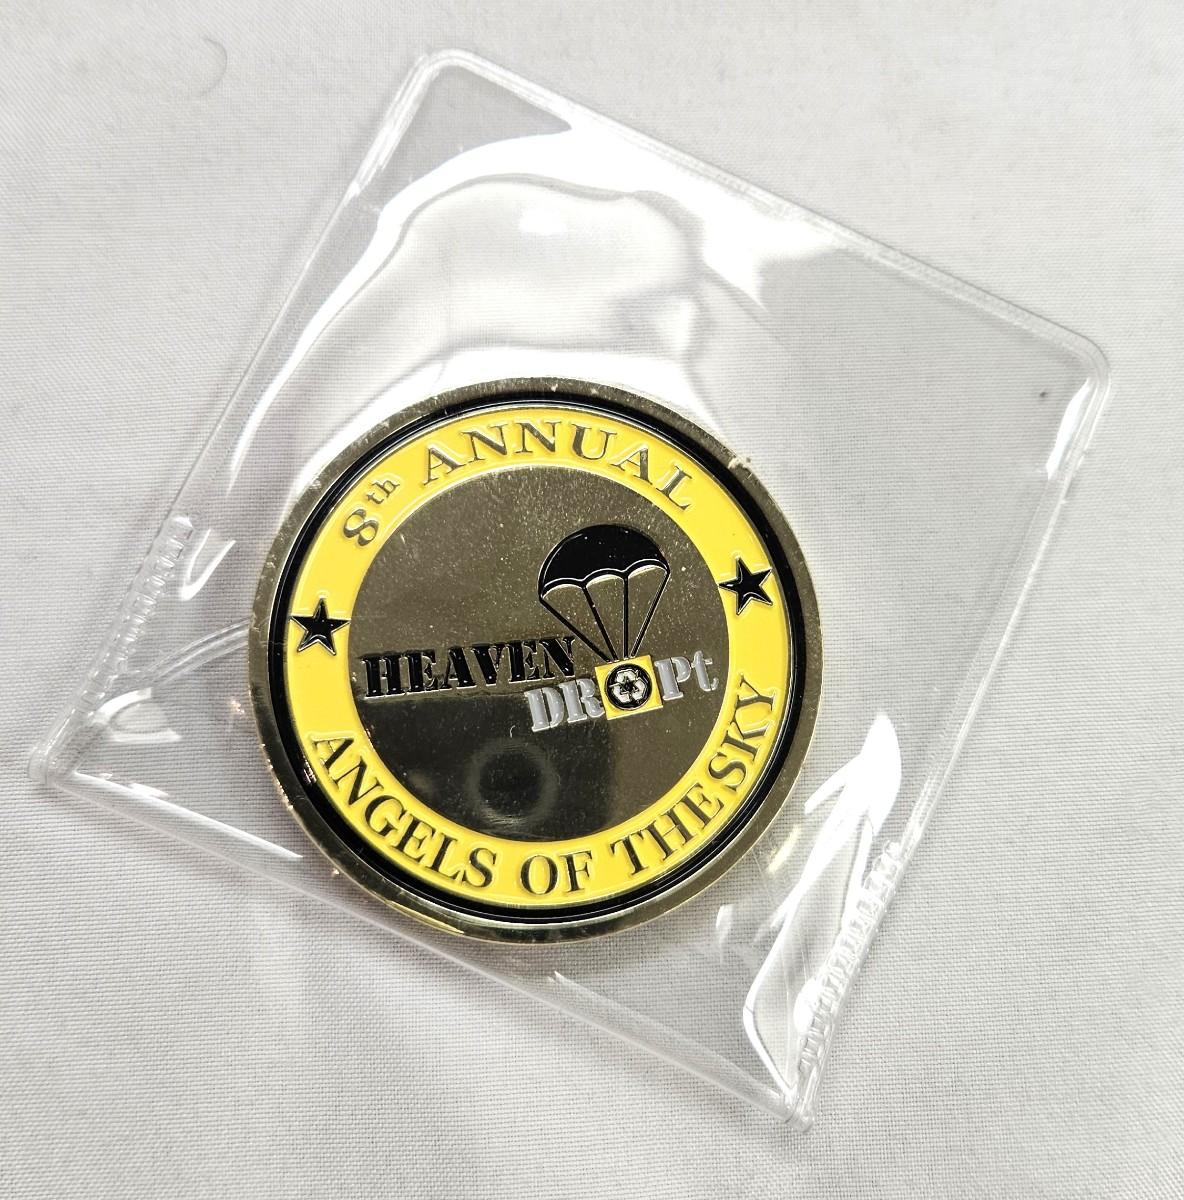 8th ANNUAL
HEAVEN
DROPt
ANGELS OF THE SKY